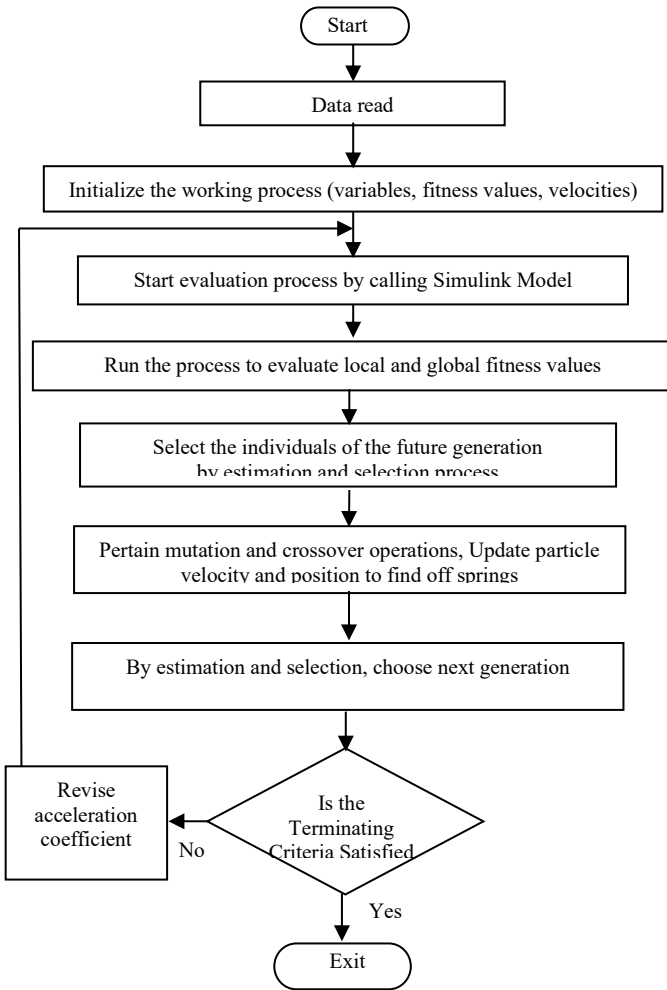 Start
Data read
Initialize the working process (variables, fitness values, velocities)
Start evaluation process by calling Simulink Model
Run the process to evaluate local and global fitness values
Select the individuals of the future generation
by estimation and selection process
Pertain mutation and crossover operations, Update particle
velocity and position to find off springs
By estimation and selection, choose next generation
Is the
Terminating
Criteria Satisfied
Revise
acceleration
coefficient
No
Yes
Exit